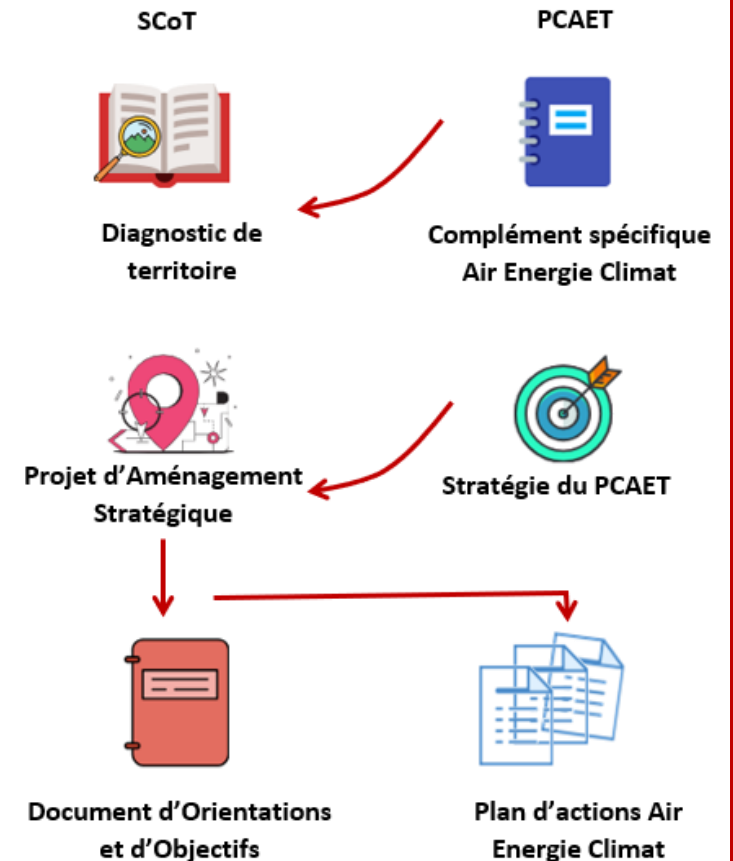 SCoT
PCAET
Diagnostic de
territoire
Complément spécifique
Air Energie Climat
Projet d’Aménagement
Stratégique
Stratégie du PCAET
Document d’Orientations
et d’Objectifs
Plan d’actions Air
Energie Climat